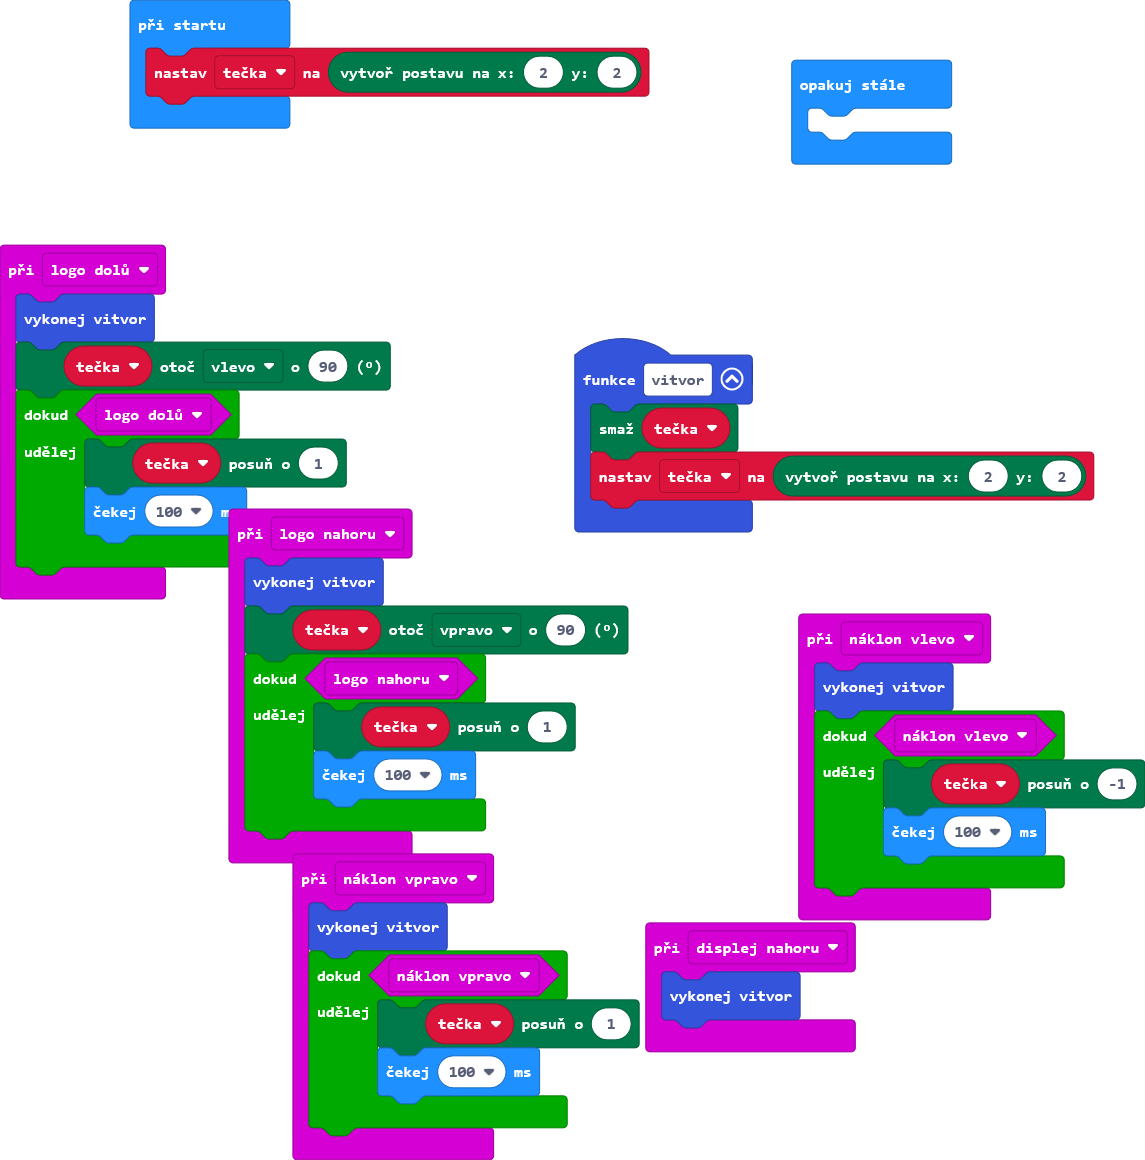 při startu
nastav tečka na vytvoř postavu na x: 2 y: 2
opakuj stále
při logo dolů
vykonej vitvor
tečka otoč vlevo o 90 (º)
dokud logo dolů
udělej
tečka posuň o 1
čekej 100 m
funkce vitvor
smaž tečka
nastav tečka na vytvoř postavu na x: 2 y: 2
při logo nahoru
vykonej vitvor
tečka otoč vpravo o 90 (º)
dokud logo nahoru
udělej
tečka posuň o 1
čekej 100 ms
při náklon vlevo
vykonej vitvor
dokud náklon vlevo
udělej
tečka posuň o -1
čekej 100 ms
při náklon vpravo
vykonej vitvor
dokud náklon vpravo
udělej
tečka posuň o 1
čekej 100 ms
při displej nahoru
vykonej vitvor